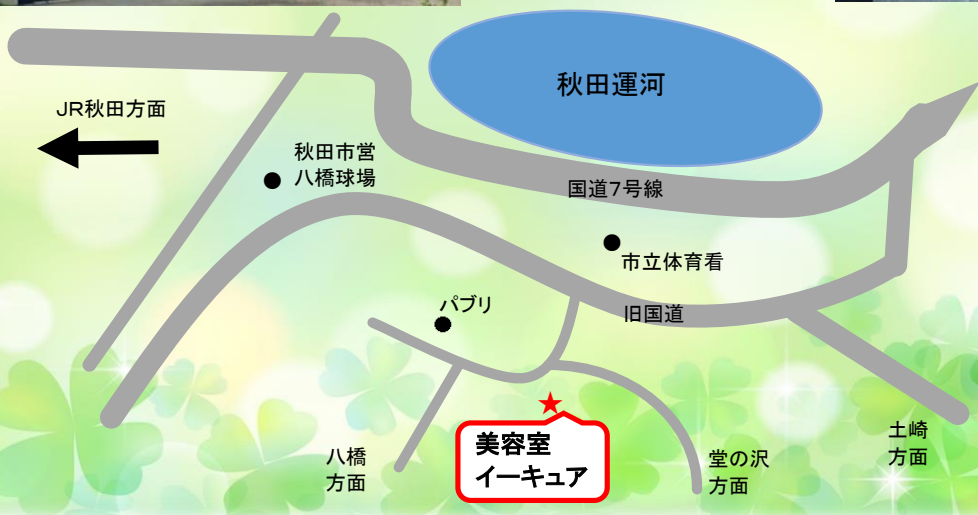 秋田運河
JR秋田方面
秋田市営
八橋球場
国道7号線
市立体育看
パブリ
旧国道
美容室
イーキュア
八橋
方面
堂の沢
方面
土崎
方面